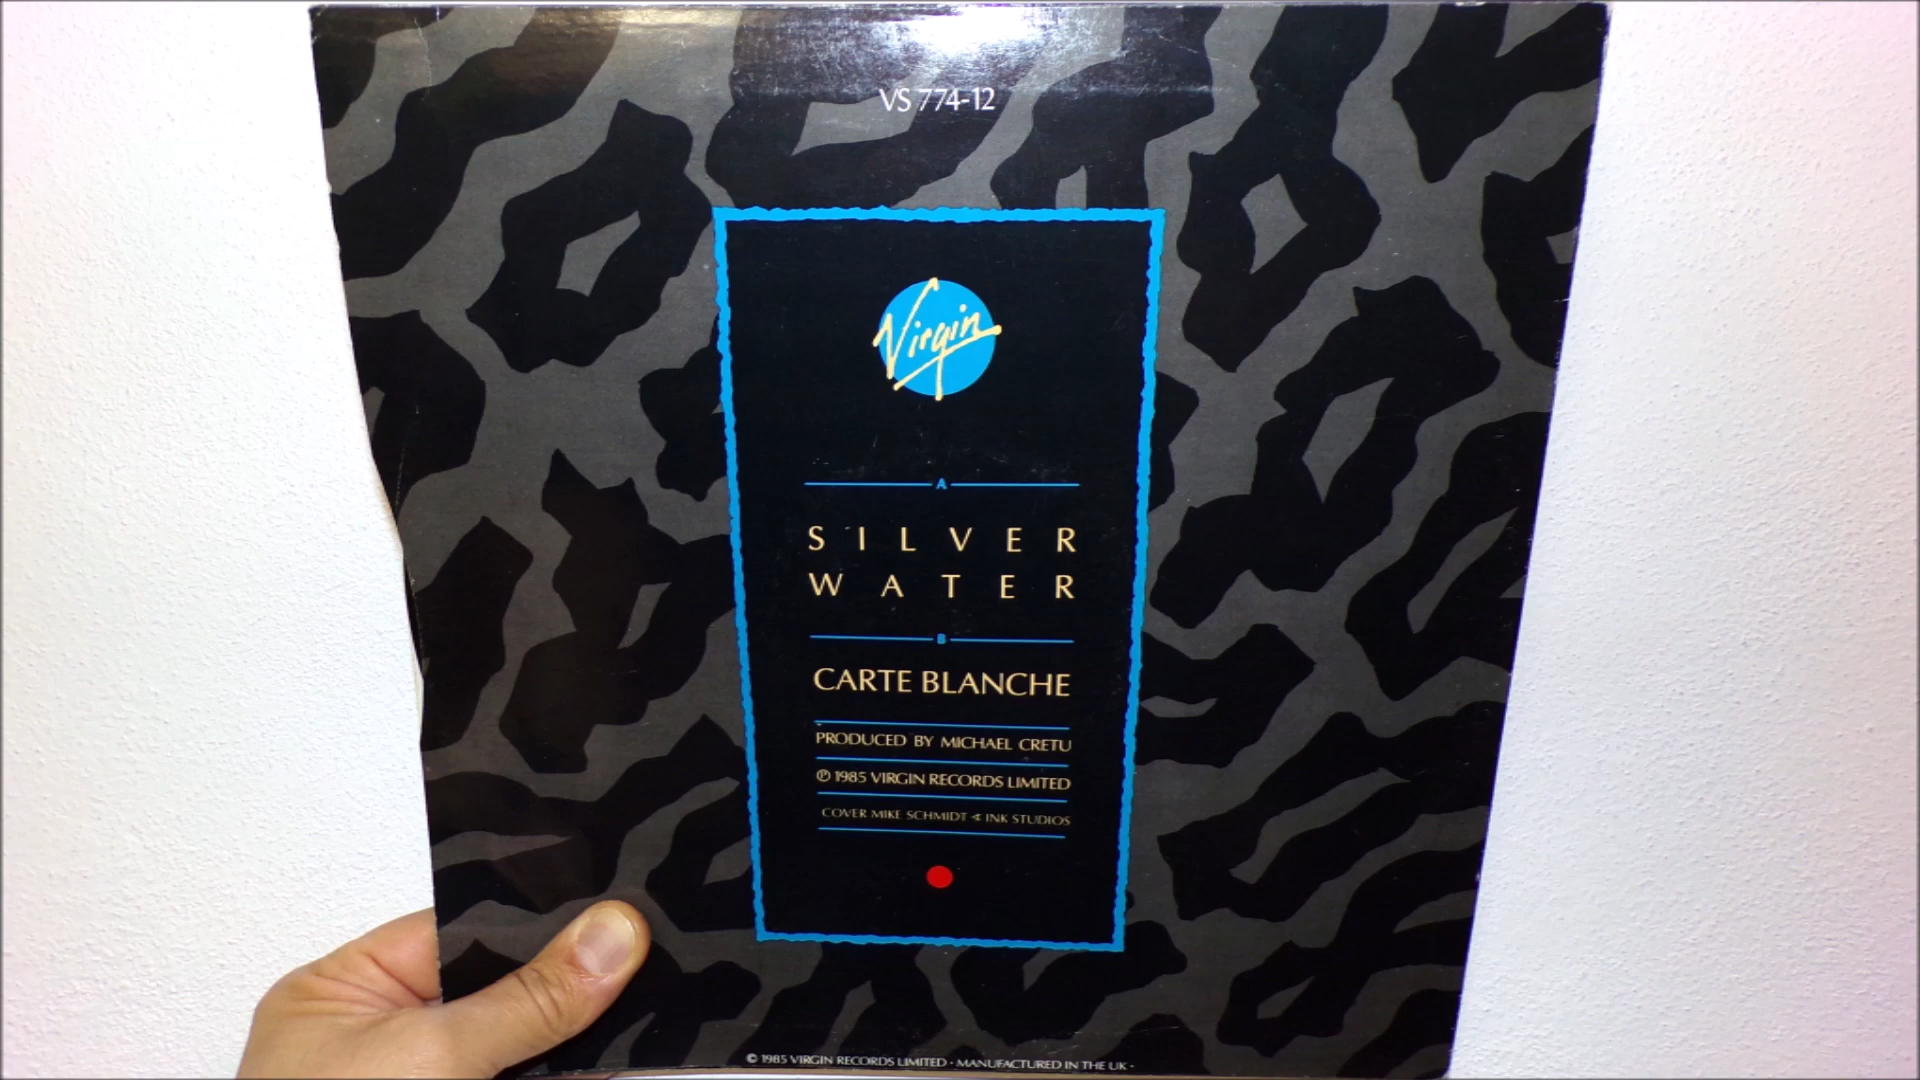 VS 774-12
Virgin
A
SILVER
WATER
B
CARTE BLANCHE
PRODUCED BY MICHAEL CRETU
℗ 1985 VIRGIN RECORDS LIMITED
COVER MIKE SCHMIDT ∢ INK STUDIOS
© 1985 VIRGIN RECORDS LIMITED · MANUFACTURED IN THE UK ·